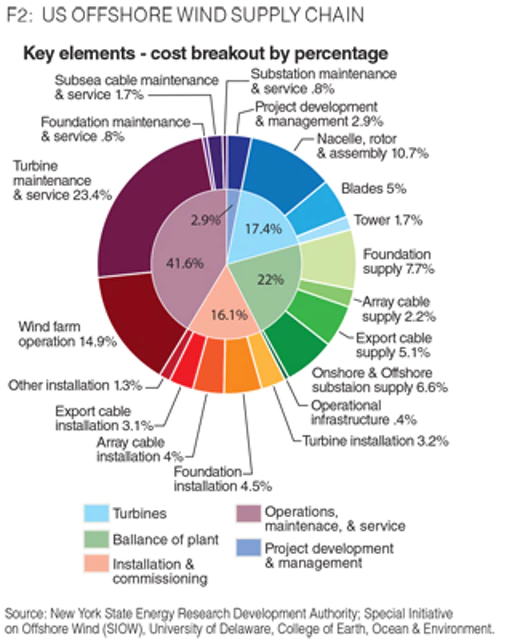 F2: US OFFSHORE WIND SUPPLY CHAIN
Key elements - cost breakout by percentage
Subsea cable maintenance
& service 1.7%
Substation maintenance
& service .8%
Foundation maintenance
& service .8%
Project development
& management 2.9%
Nacelle, rotor
& assembly 10.7%
Turbine
maintenance
& service 23.4%
Blades 5%
Tower 1.7%
2.9%
17.4%
41.6%
22%
16.1%
Foundation
supply 7.7%
Array cable
supply 2.2%
Export cable
supply 5.1%
Wind farm
operation 14.9%
Onshore & Offshore
substaion supply 6.6%
Other installation 1.3%
Operational
infrastructure .4%
Export cable
installation 3.1%
Turbine installation 3.2%
Array cable
installation 4%
Foundation
installation 4.5%
Turbines
Ballance of plant
Installation &
commissioning
Operations,
maintenace, & service
Project development
& management
Source: New York State Energy Research Development Authority; Special Initiative
on Offshore Wind (SIOW), University of Delaware, College of Earth, Ocean & Environment.